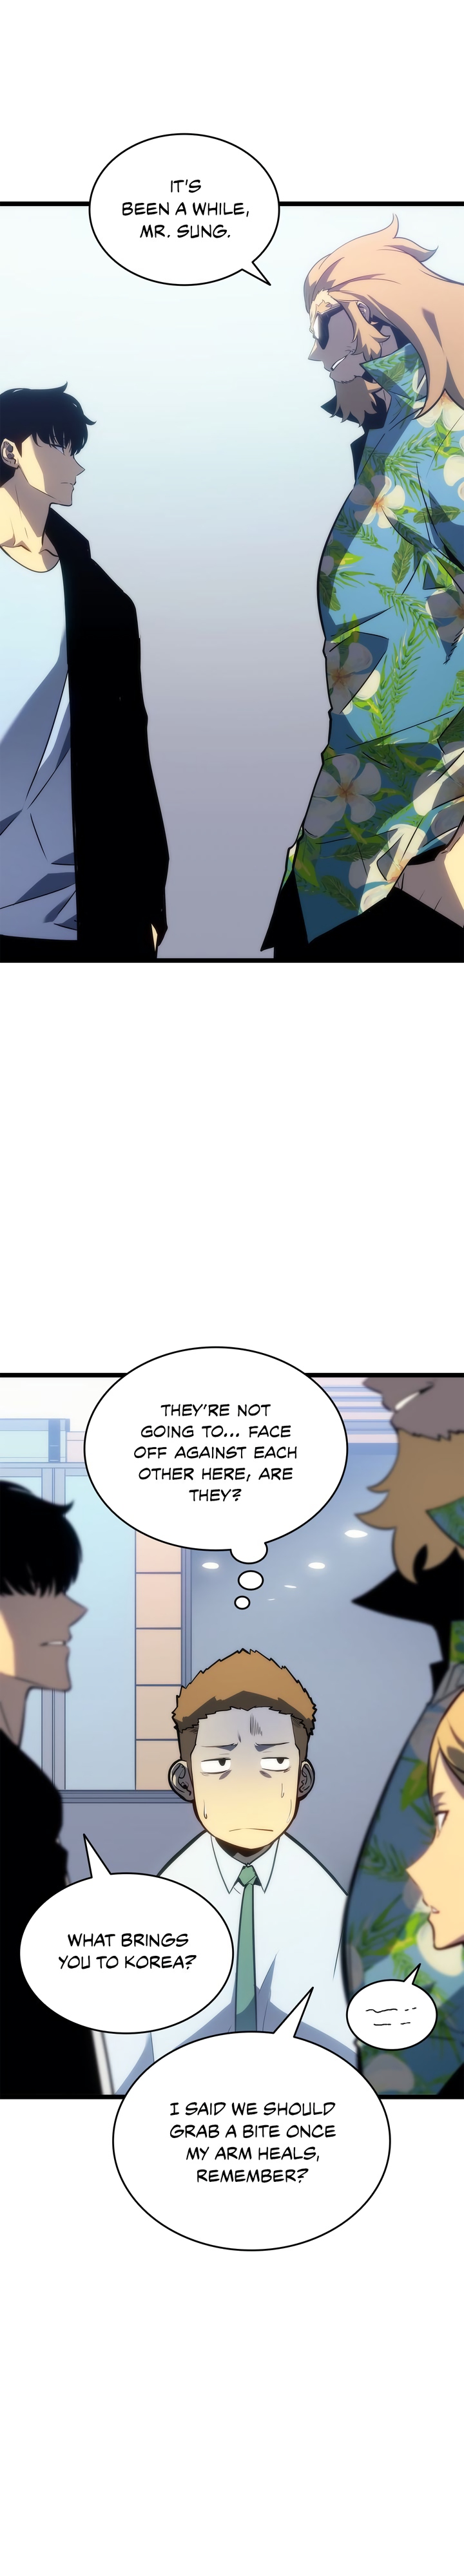 IT'S
BEEN A WHILE,
MR. SUNG.
THEY'RE NOT
GOING TO... FACE
OFF AGAINST EACH
OTHER HERE, ARE
THEY?
WHAT BRINGS
YOU TO KOREA?
I SAID WE SHOULD
GRAB A BITE ONCE
MY ARM HEALS,
REMEMBER?